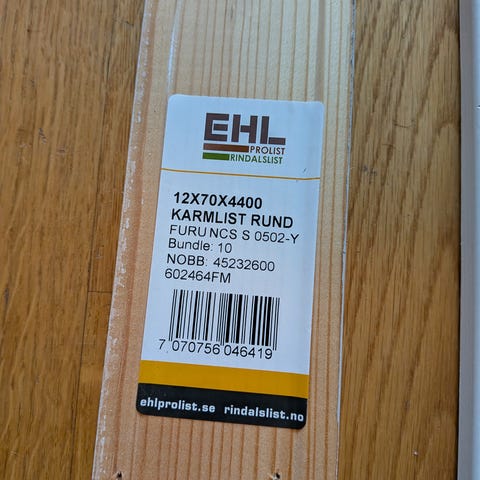 EHL
PROLIST
RINDALSLIST
12X70X4400
KARMLIST RUND
FURU NCS S 0502-Y
Bundle: 10
NOBB: 45232600
602464FM
7 070756 046419
ehlprolist.se rindalslist.no